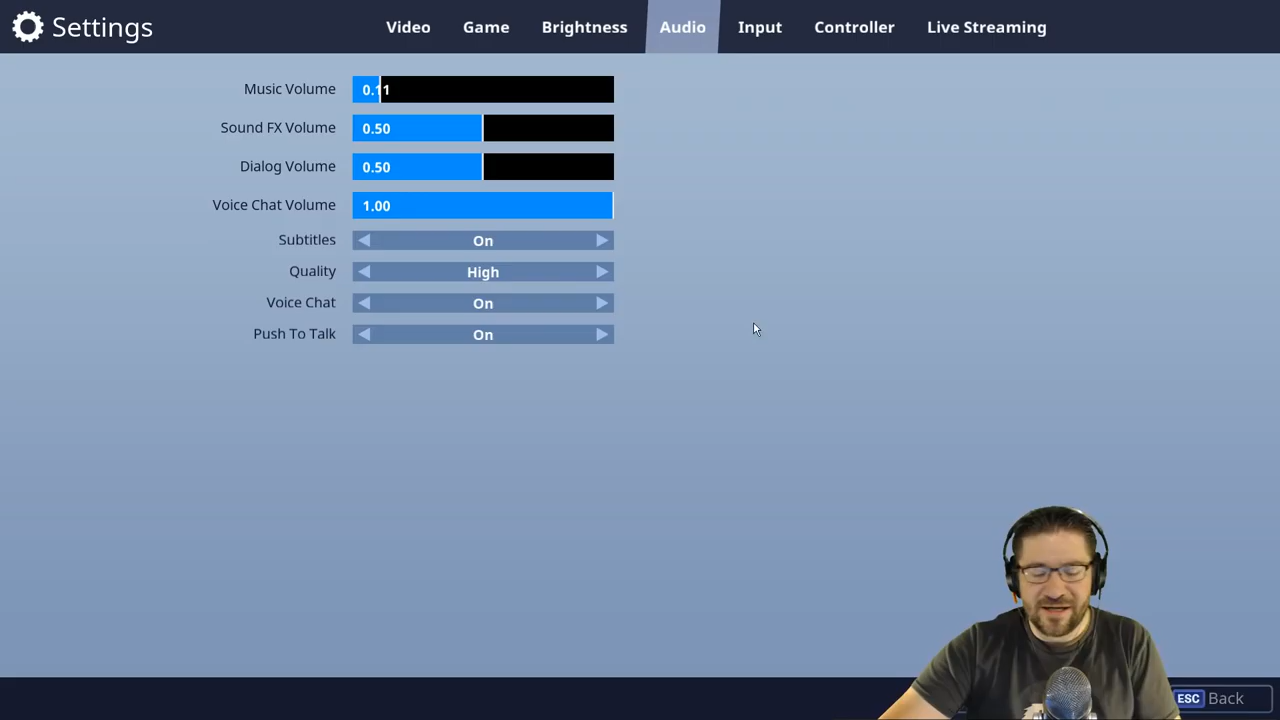 Settings
Video Game Brightness Audio Input Controller Live Streaming
Music Volume 0.11
Sound FX Volume 0.50
Dialog Volume 0.50
Voice Chat Volume 1.00
Subtitles On
Quality High
Voice Chat On
Push To Talk On
ESC Back